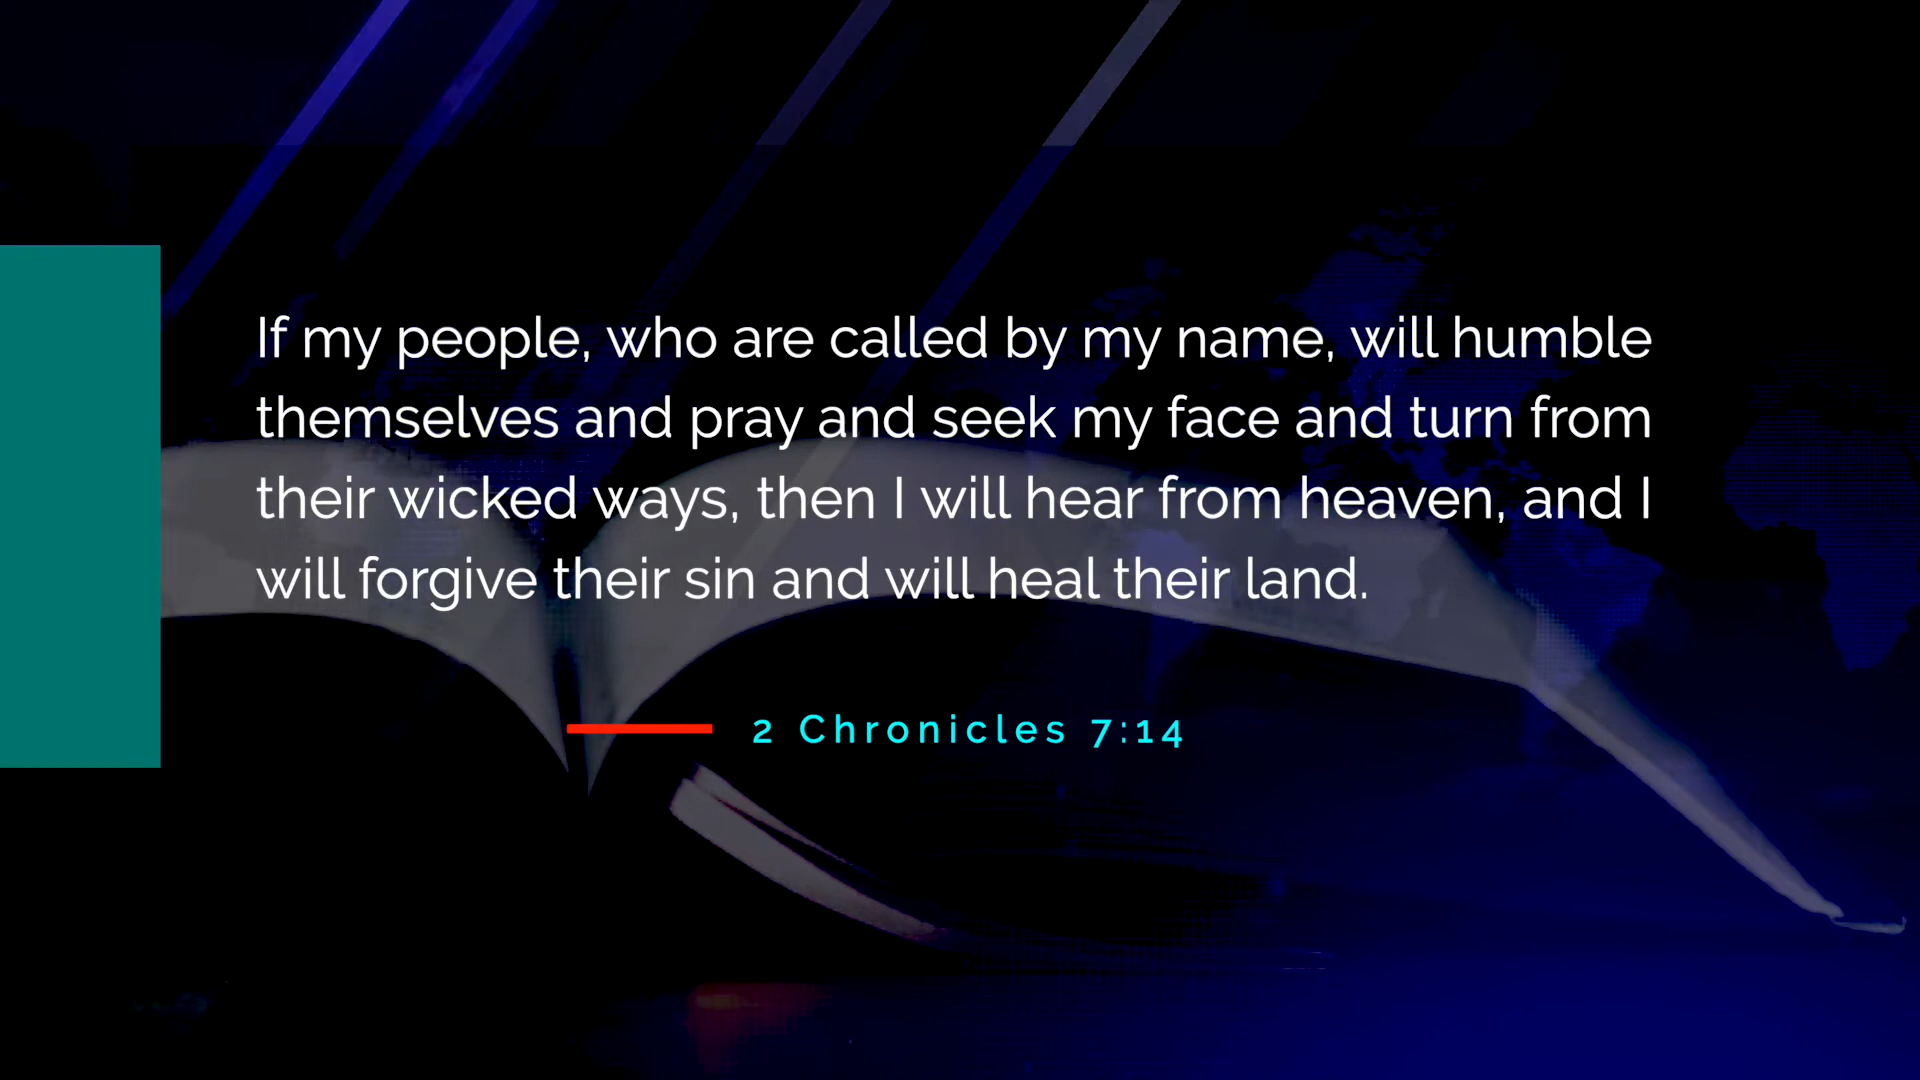 If my people, who are called by my name, will humble
themselves and pray and seek my face and turn from
their wicked ways, then I will hear from heaven, and I
will forgive their sin and will heal their land.
2 Chronicles 7:14